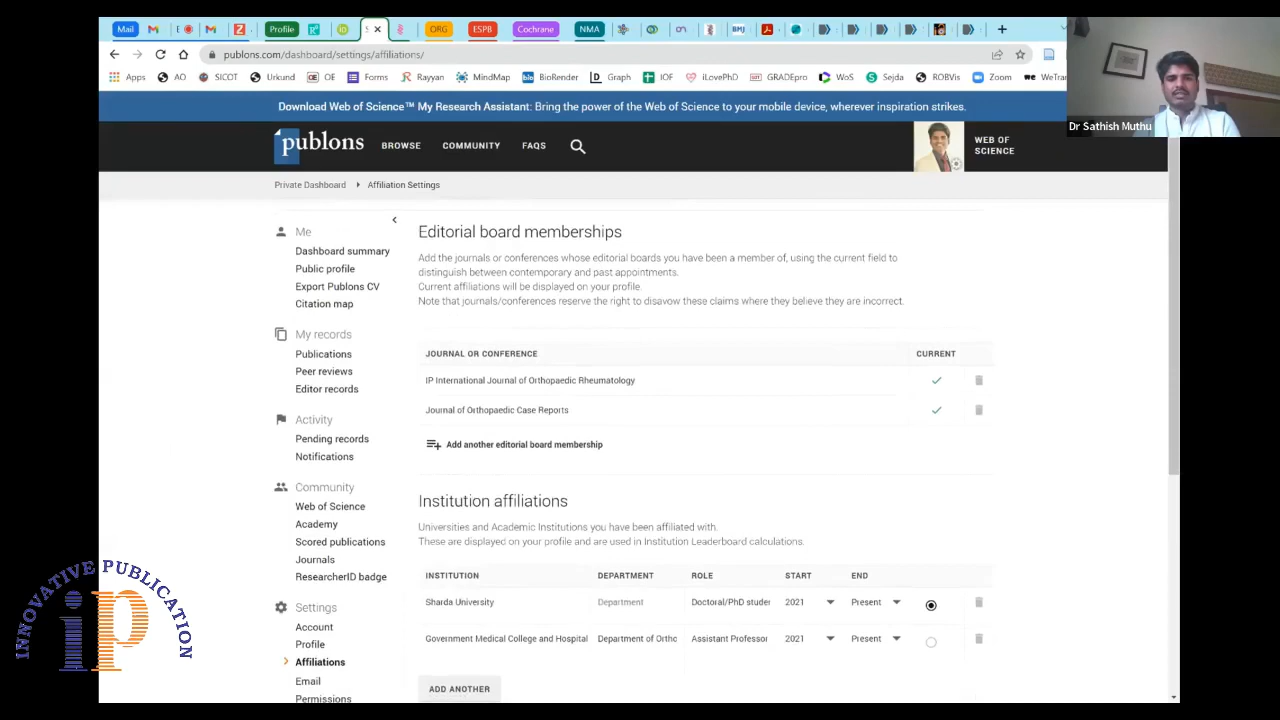 Mail
Profile
ORG
ESPB
Cochrane
NMA
BMJ
publons.com/dashboard/settings/affiliations/
Apps
AO
SICOT
Urkund
OE
Forms
Rayyan
MindMap
BioRender
Graph
IOF
iLovePhD
GRADEpro
WoS
Sejda
ROBVis
Zoom
WeTra
Dr Sathish Muthu
Download Web of Science™ My Research Assistant: Bring the power of the Web of Science to your mobile device, wherever inspiration strikes.
publons
BROWSE
COMMUNITY
FAQS
WEB OF
SCIENCE
Private Dashboard
Affiliation Settings
Me
Dashboard summary
Public profile
Export Publons CV
Citation map
My records
Publications
Peer reviews
Editor records
Activity
Pending records
Notifications
Community
Web of Science
Academy
Scored publications
Journals
ResearcherID badge
Settings
Account
Profile
Affiliations
Email
Permissions
Editorial board memberships
Add the journals or conferences whose editorial boards you have been a member of, using the current field to
distinguish between contemporary and past appointments.
Current affiliations will be displayed on your profile.
Note that journals/conferences reserve the right to disavow these claims where they believe they are incorrect.
JOURNAL OR CONFERENCE CURRENT
IP International Journal of Orthopaedic Rheumatology
Journal of Orthopaedic Case Reports
Add another editorial board membership
Institution affiliations
Universities and Academic Institutions you have been affiliated with.
These are displayed on your profile and are used in Institution Leaderboard calculations.
INSTITUTION DEPARTMENT ROLE START END
Sharda University Department Doctoral/PhD studer 2021 Present
Government Medical College and Hospital Department of Ortho Assistant Professor 2021 Present
ADD ANOTHER
INNOVATIVE PUBLICATION
ip